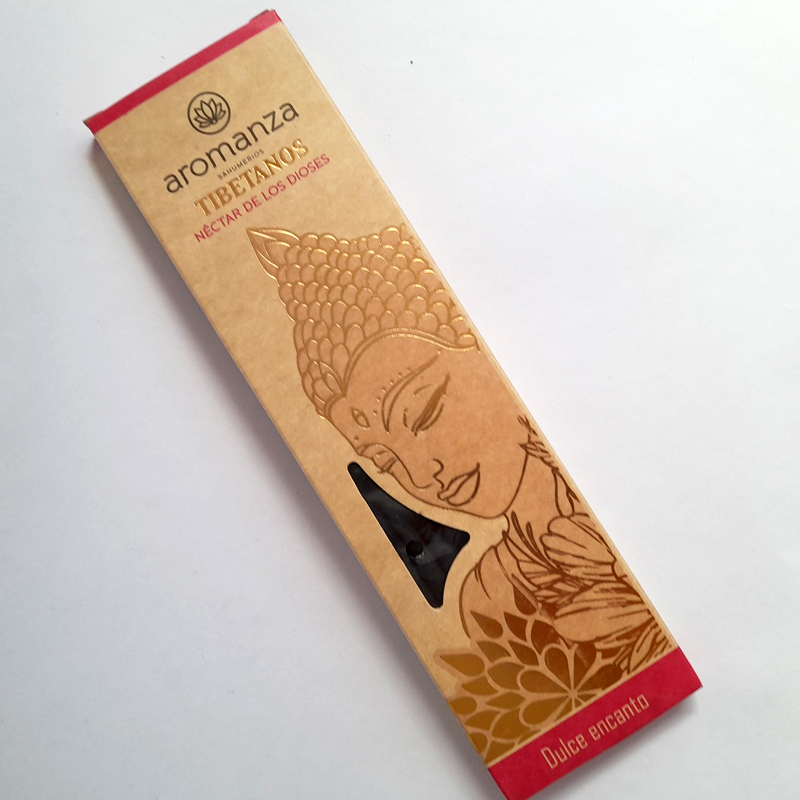 aromanza
SAHUMERIOS
TIBETANOS
NÉCTAR DE LOS DIOSES
Dulce encanto